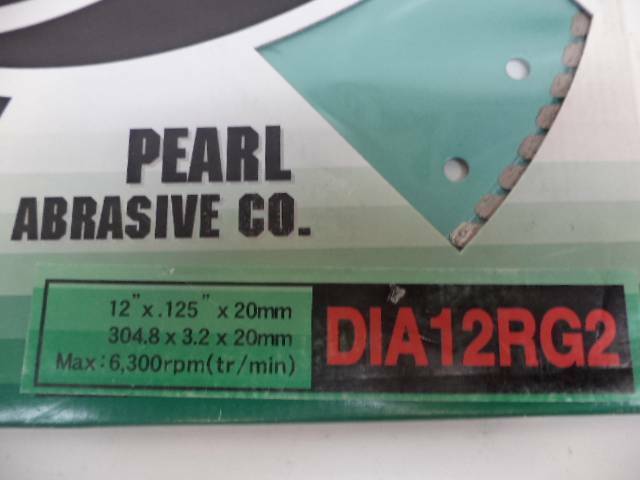 PEARL
ABRASIVE CO.
12" x .125" x 20mm
304.8 x 3.2 x 20mm
Max: 6,300rpm(tr/min)
DIA12RG2